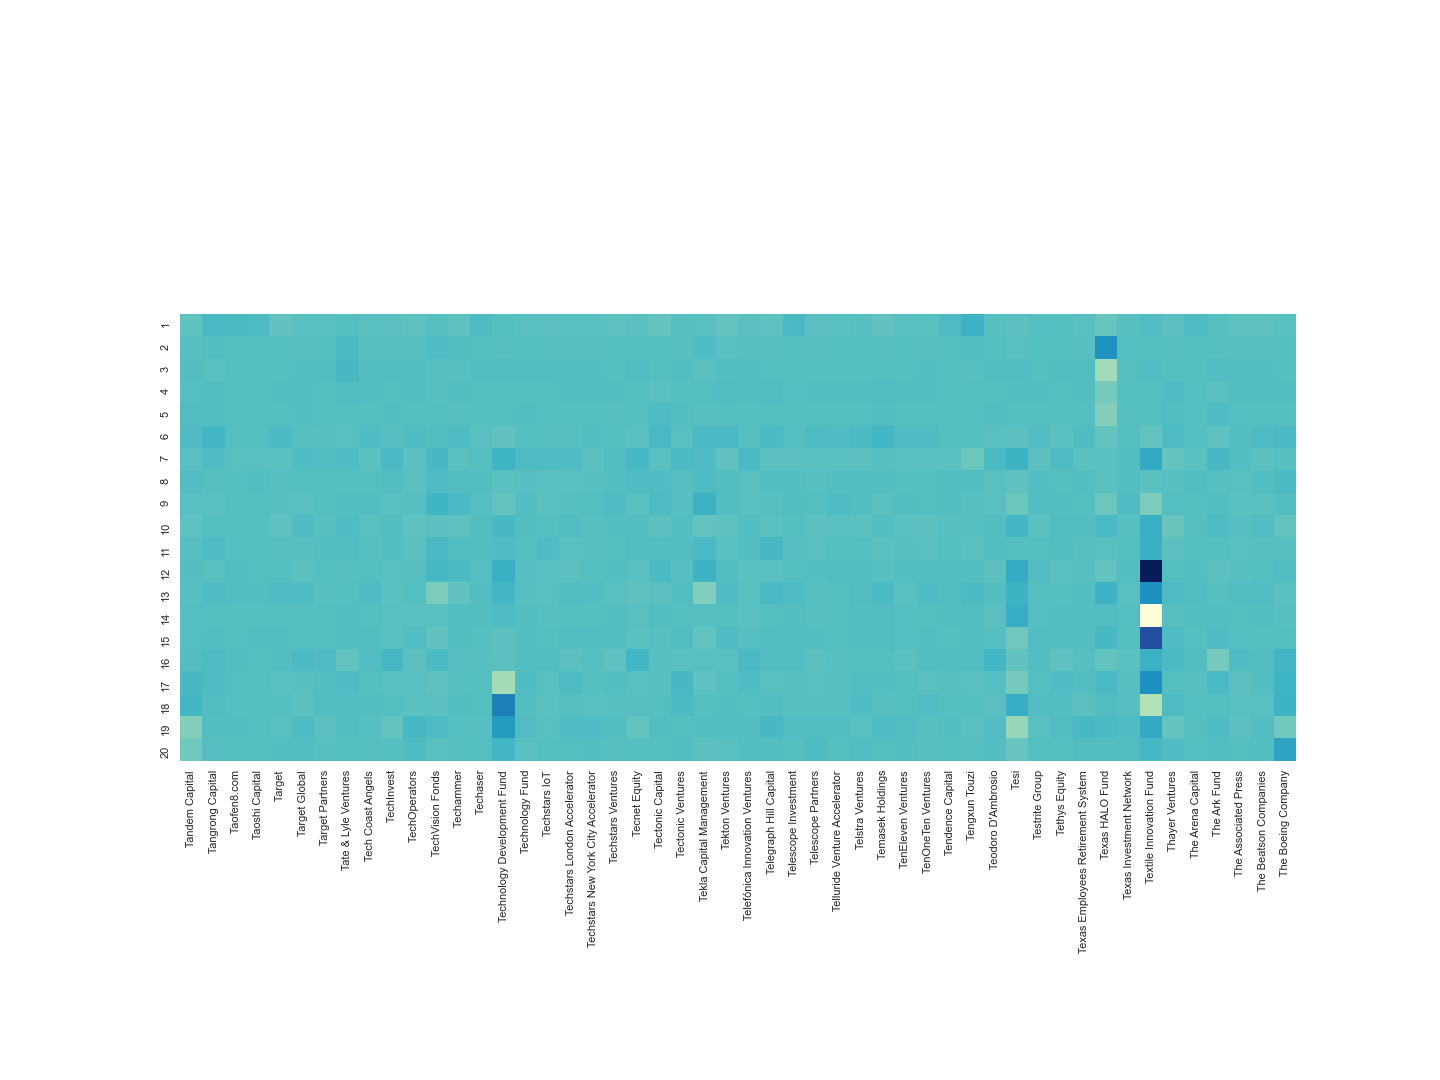 1
2
3
4
5
6
7
8
9
10
11
12
13
14
15
16
17
18
19
20
Tandem Capital
Tangrong Capital
Taofen8.com
Taoshi Capital
Target
Target Global
Target Partners
Tate & Lyle Ventures
Tech Coast Angels
TechInvest
TechOperators
TechVision Fonds
Techammer
Techaser
Technology Development Fund
Technology Fund
Techstars IoT
Techstars London Accelerator
Techstars New York City Accelerator
Techstars Ventures
Tecnet Equity
Tectonic Capital
Tectonic Ventures
Tekla Capital Management
Tekton Ventures
Telefónica Innovation Ventures
Telegraph Hill Capital
Telescope Investment
Telescope Partners
Telluride Venture Accelerator
Telstra Ventures
Temasek Holdings
TenEleven Ventures
TenOneTen Ventures
Tendence Capital
Tengxun Touzi
Teodoro D'Ambrosio
Tesi
Testrite Group
Tethys Equity
Texas Employees Retirement System
Texas HALO Fund
Texas Investment Network
Textile Innovation Fund
Thayer Ventures
The Arena Capital
The Ark Fund
The Associated Press
The Beatson Companies
The Boeing Company